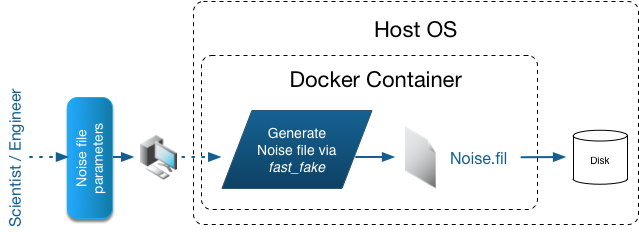 Host OS
Docker Container
Scientist / Engineer
Noise file
parameters
Generate
Noise file via
fast_fake
Noise.fil
Disk